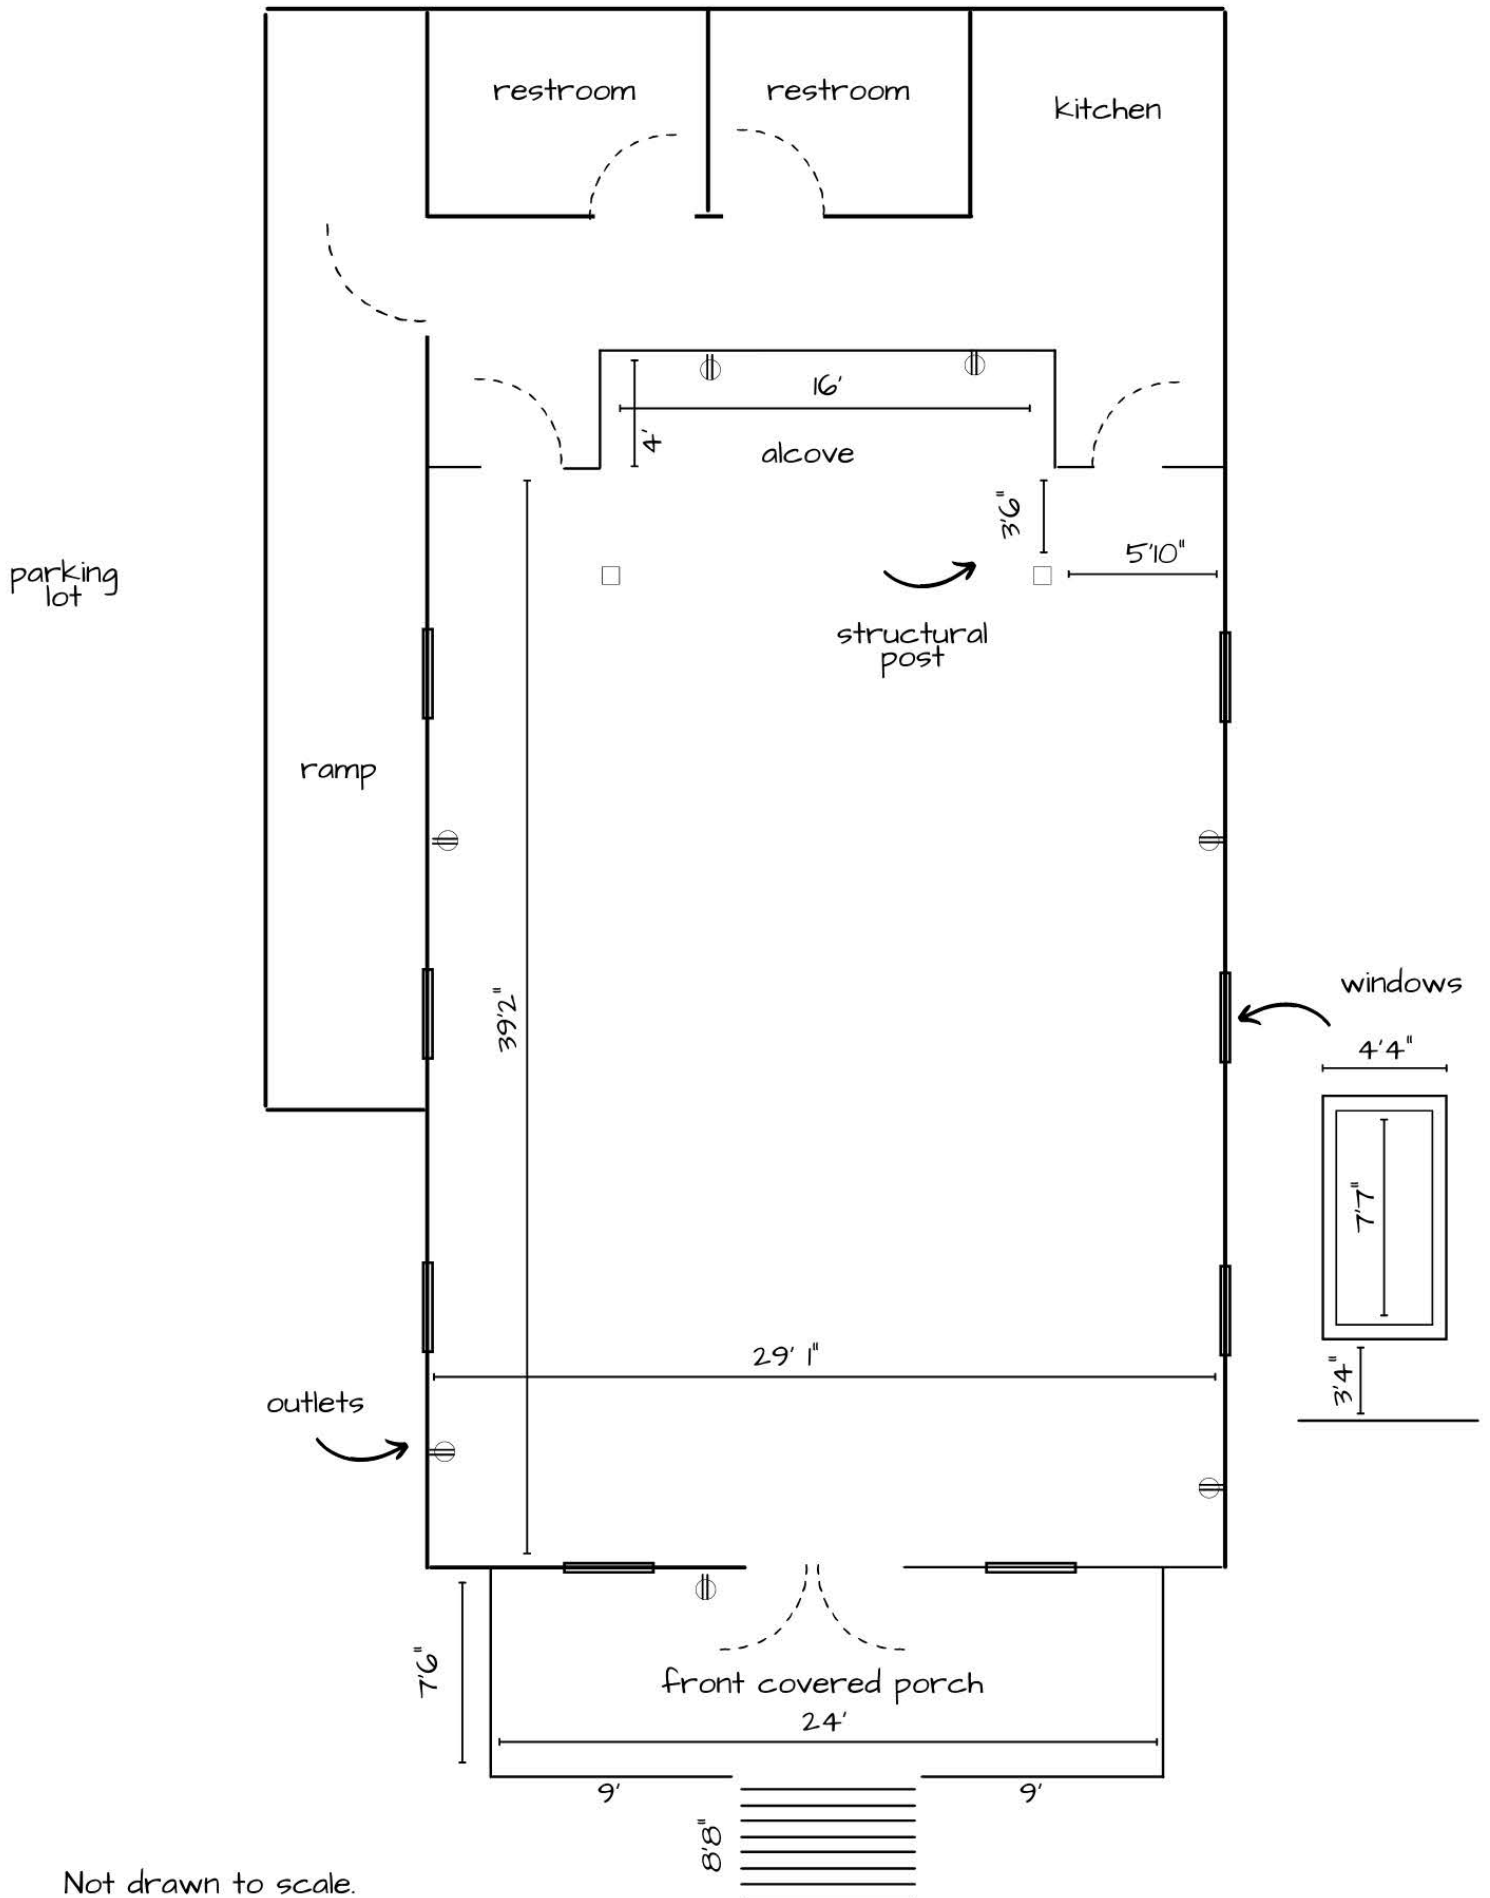 restroom
restroom
kitchen
16'
4'
alcove
3'6"
5'10"
parking
lot
structural
post
ramp
windows
39'2"
4'4"
7'7"
29' 1"
3'4"
outlets
7'6"
front covered porch
24'
9'
9'
8'8"
Not drawn to scale.